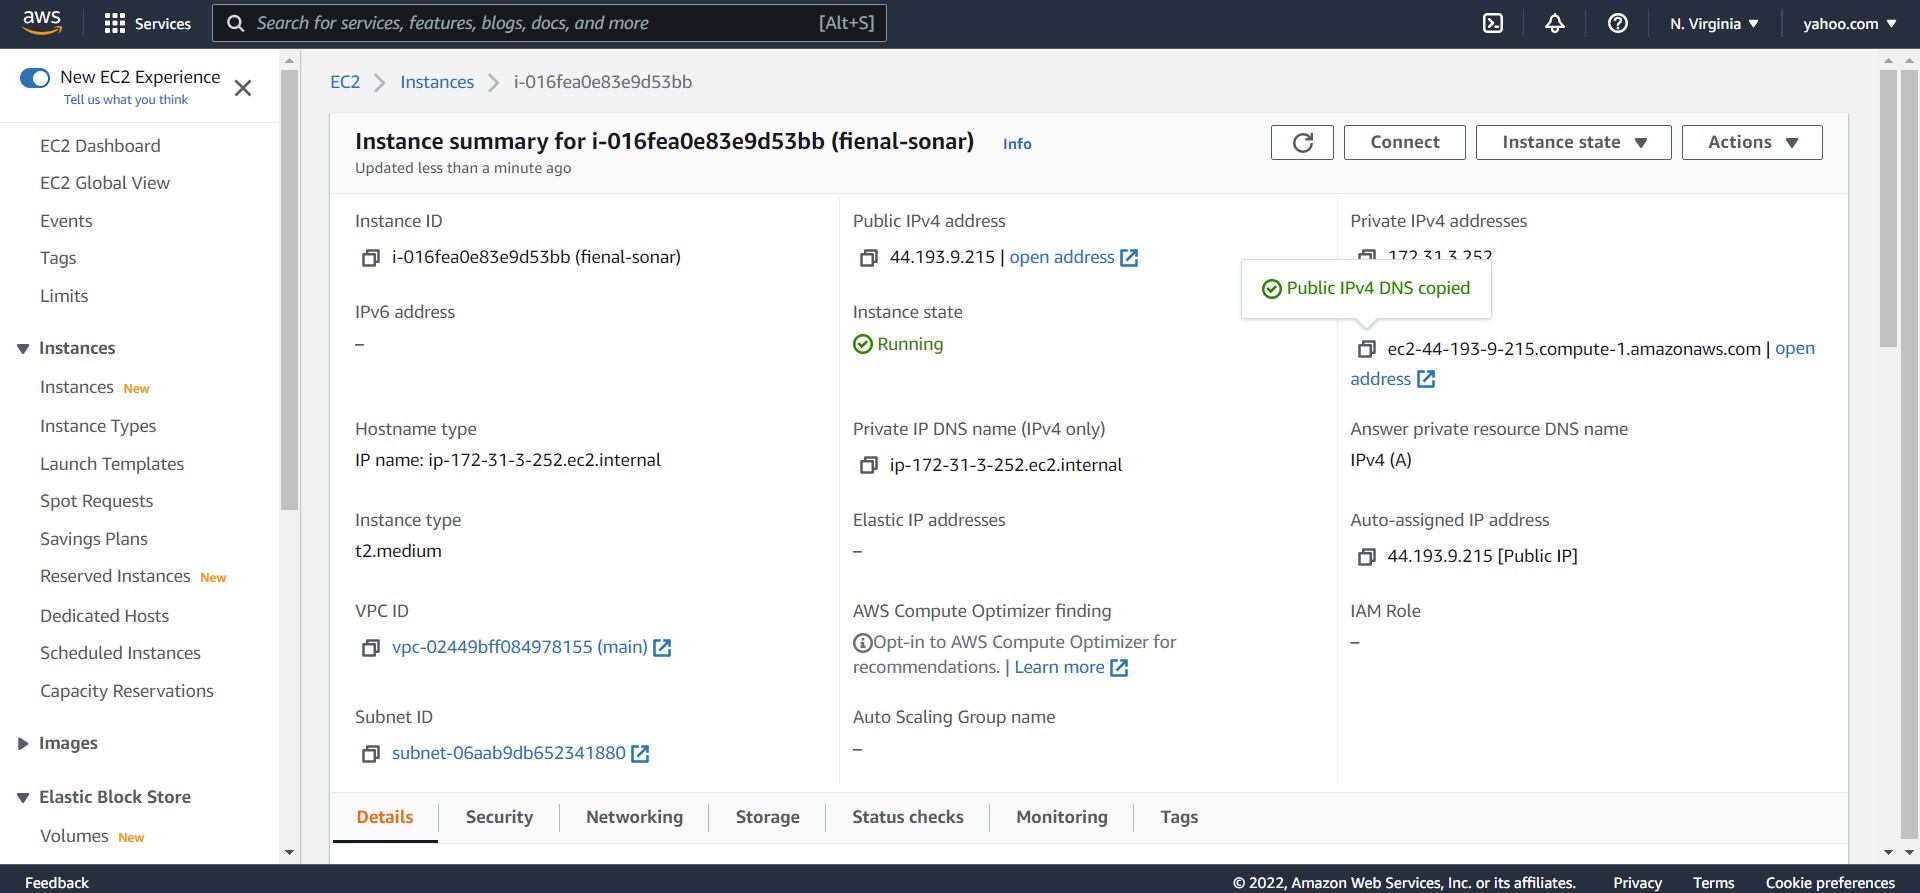 aws
Services
Search for services, features, blogs, docs, and more
[Alt+S]
N. Virginia
yahoo.com
New EC2 Experience
Tell us what you think
EC2 Dashboard
EC2 Global View
Events
Tags
Limits
Instances
Instances New
Instance Types
Launch Templates
Spot Requests
Savings Plans
Reserved Instances New
Dedicated Hosts
Scheduled Instances
Capacity Reservations
Images
Elastic Block Store
Volumes New
EC2
Instances
i-016fea0e83e9d53bb
Instance summary for i-016fea0e83e9d53bb (fienal-sonar)
Info
Updated less than a minute ago
Connect
Instance state
Actions
Instance ID
i-016fea0e83e9d53bb (fienal-sonar)
Public IPv4 address
44.193.9.215 | open address
Private IPv4 addresses
172.31.3.252
Public IPv4 DNS copied
IPv6 address
–
Instance state
Running
ec2-44-193-9-215.compute-1.amazonaws.com | open
address
Hostname type
IP name: ip-172-31-3-252.ec2.internal
Private IP DNS name (IPv4 only)
ip-172-31-3-252.ec2.internal
Answer private resource DNS name
IPv4 (A)
Instance type
t2.medium
Elastic IP addresses
–
Auto-assigned IP address
44.193.9.215 [Public IP]
VPC ID
vpc-02449bff084978155 (main)
AWS Compute Optimizer finding
Opt-in to AWS Compute Optimizer for
recommendations. | Learn more
IAM Role
–
Subnet ID
subnet-06aab9db652341880
Auto Scaling Group name
–
Details
Security
Networking
Storage
Status checks
Monitoring
Tags
Feedback
© 2022, Amazon Web Services, Inc. or its affiliates.
Privacy
Terms
Cookie preferences